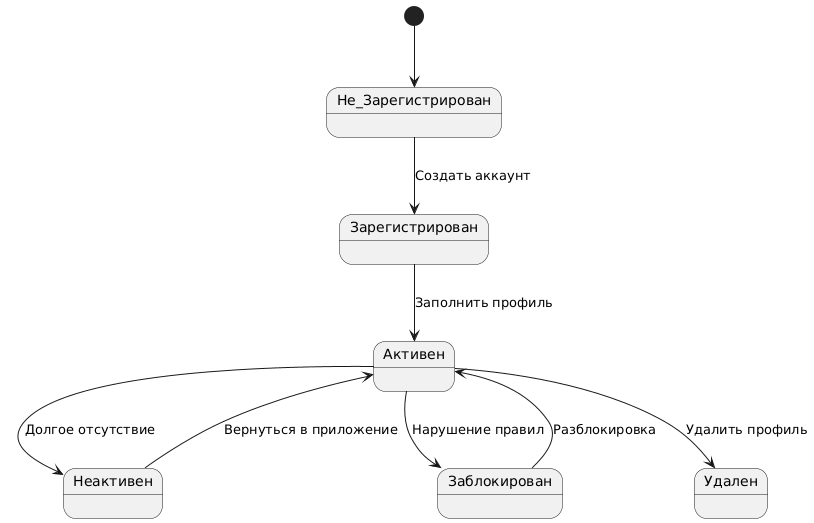 Не_Зарегистрирован
Создать аккаунт
Зарегистрирован
Заполнить профиль
Активен
Долгое отсутствие
Вернуться в приложение
Нарушение правил
Разблокировка
Удалить профиль
Неактивен
Заблокирован
Удален